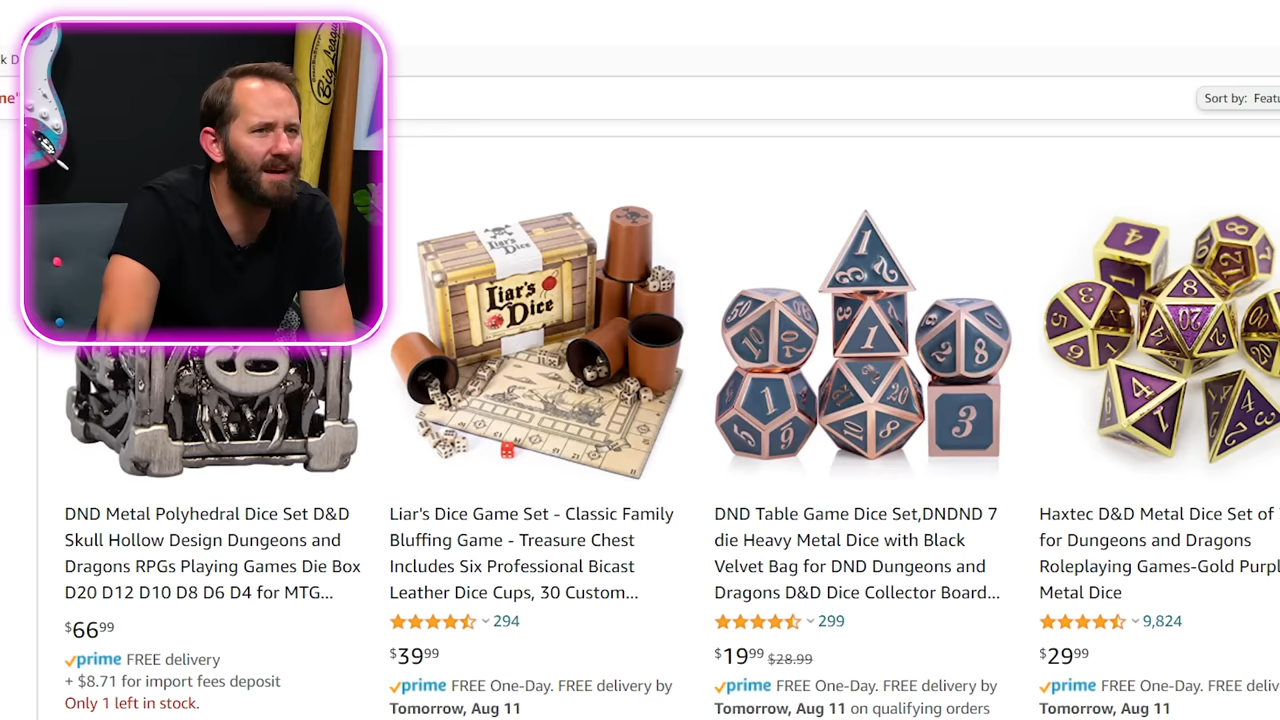 k D
ne"
Sort by: Featu
Big League
Liar's
Dice
Liar's
Dice
DND Metal Polyhedral Dice Set D&D
Skull Hollow Design Dungeons and
Dragons RPGs Playing Games Die Box
D20 D12 D10 D8 D6 D4 for MTG...
$66.99
prime FREE delivery
+ $8.71 for import fees deposit
Only 1 left in stock.
Liar's Dice Game Set - Classic Family
Bluffing Game - Treasure Chest
Includes Six Professional Bicast
Leather Dice Cups, 30 Custom...
294
$39.99
prime FREE One-Day. FREE delivery by
Tomorrow, Aug 11
DND Table Game Dice Set,DNDND 7
die Heavy Metal Dice with Black
Velvet Bag for DND Dungeons and
Dragons D&D Dice Collector Board...
299
$19.99 $28.99
prime FREE One-Day. FREE delivery by
Tomorrow, Aug 11 on qualifying orders
Haxtec D&D Metal Dice Set of
for Dungeons and Dragons
Roleplaying Games-Gold Purpl
Metal Dice
9,824
$29.99
prime FREE One-Day. FREE deliv
Tomorrow, Aug 11